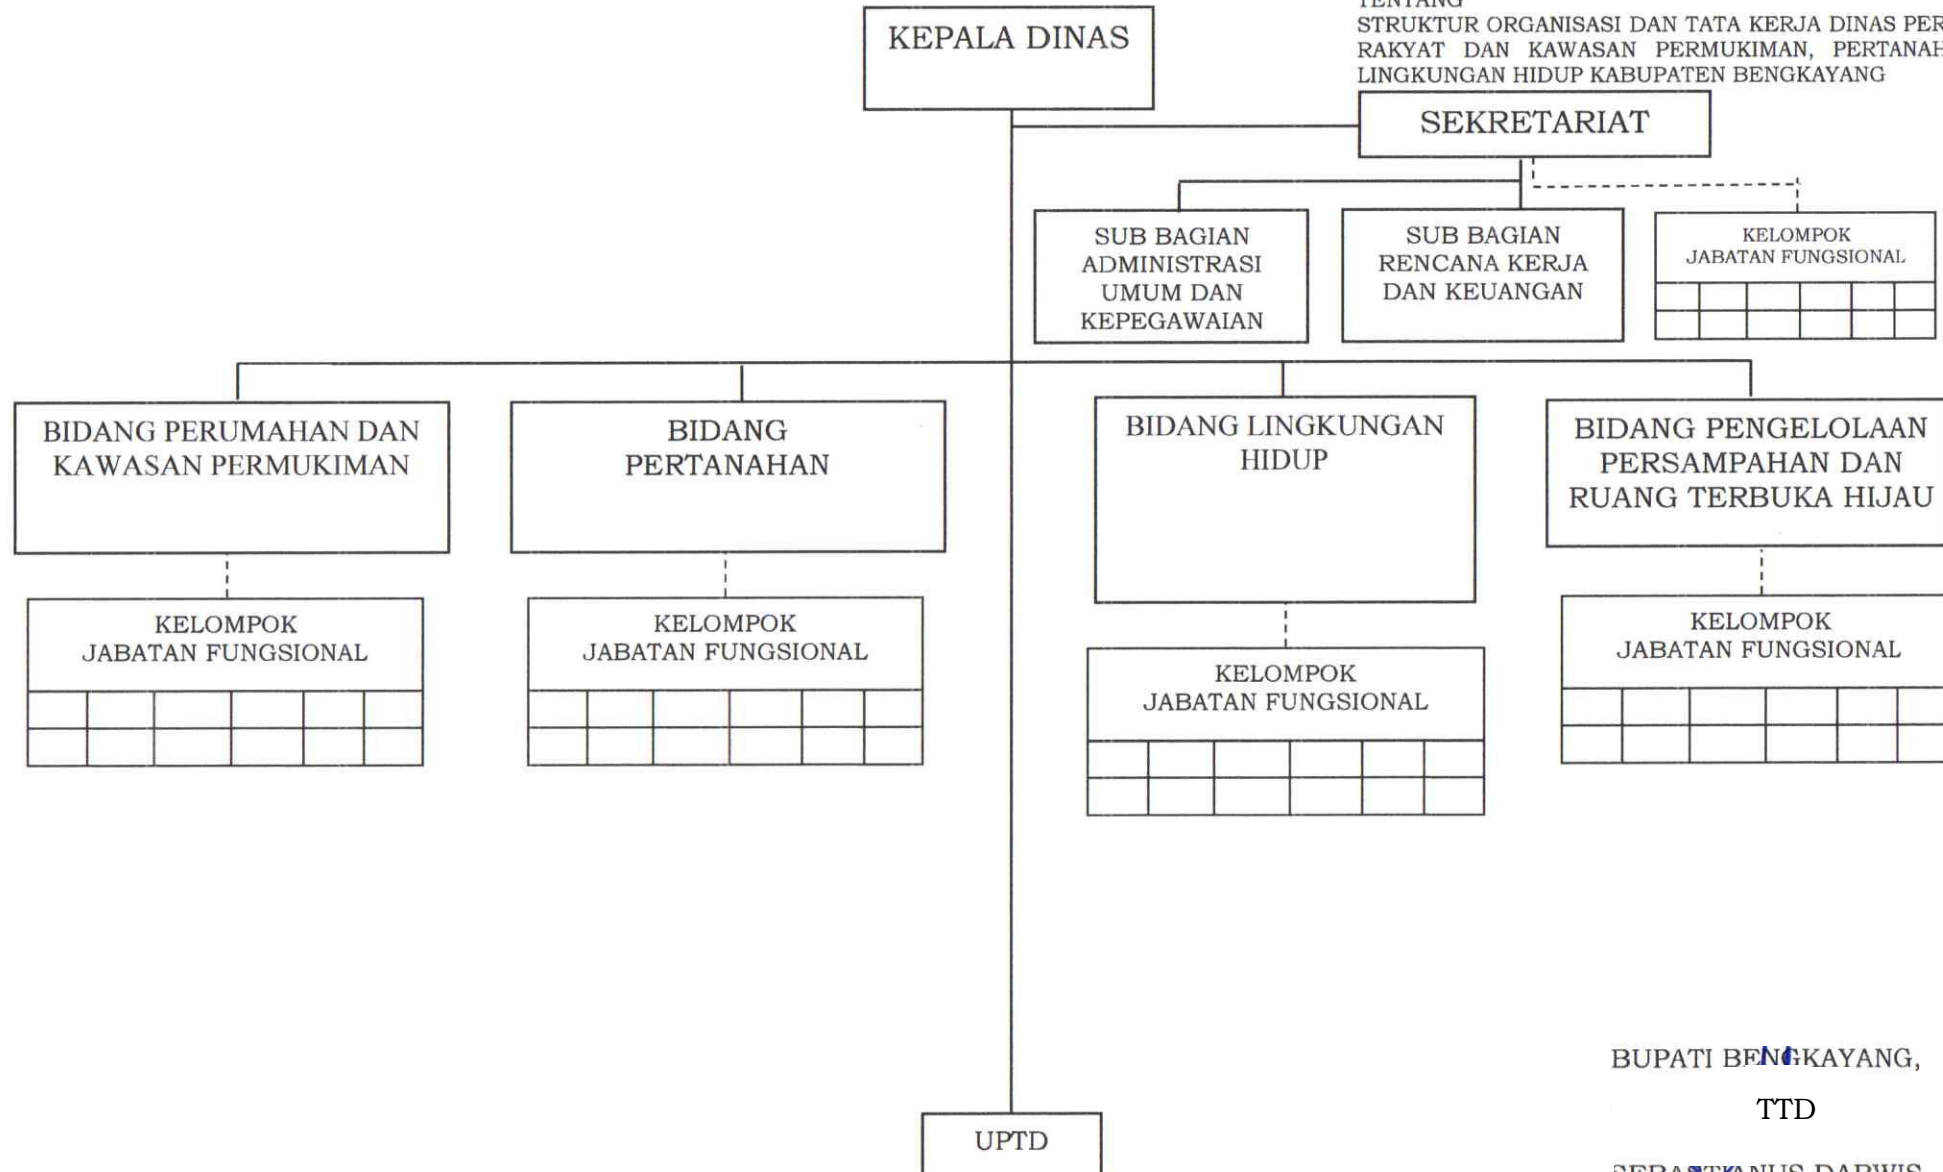 TENTANG
STRUKTUR ORGANISASI DAN TATA KERJA DINAS PER
RAKYAT DAN KAWASAN PERMUKIMAN, PERTANAH
LINGKUNGAN HIDUP KABUPATEN BENGKAYANG
KEPALA DINAS
SEKRETARIAT
SUB BAGIAN
ADMINISTRASI
UMUM DAN
KEPEGAWAIAN
SUB BAGIAN
RENCANA KERJA
DAN KEUANGAN
KELOMPOK
JABATAN FUNGSIONAL
BIDANG PERUMAHAN DAN
KAWASAN PERMUKIMAN
BIDANG
PERTANAHAN
BIDANG LINGKUNGAN
HIDUP
BIDANG PENGELOLAAN
PERSAMPAHAN DAN
RUANG TERBUKA HIJAU
KELOMPOK
JABATAN FUNGSIONAL
KELOMPOK
JABATAN FUNGSIONAL
KELOMPOK
JABATAN FUNGSIONAL
KELOMPOK
JABATAN FUNGSIONAL
UPTD
BUPATI BENGKAYANG,
TTD
SEBASTIANUS DARWIS